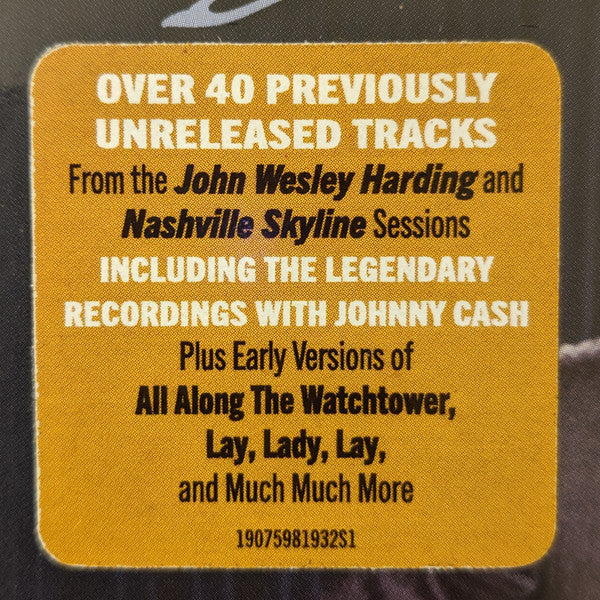 OVER 40 PREVIOUSLY
UNRELEASED TRACKS
From the John Wesley Harding and
Nashville Skyline Sessions
INCLUDING THE LEGENDARY
RECORDINGS WITH JOHNNY CASH
Plus Early Versions of
All Along The Watchtower,
Lay, Lady, Lay,
and Much Much More
19075981932S1